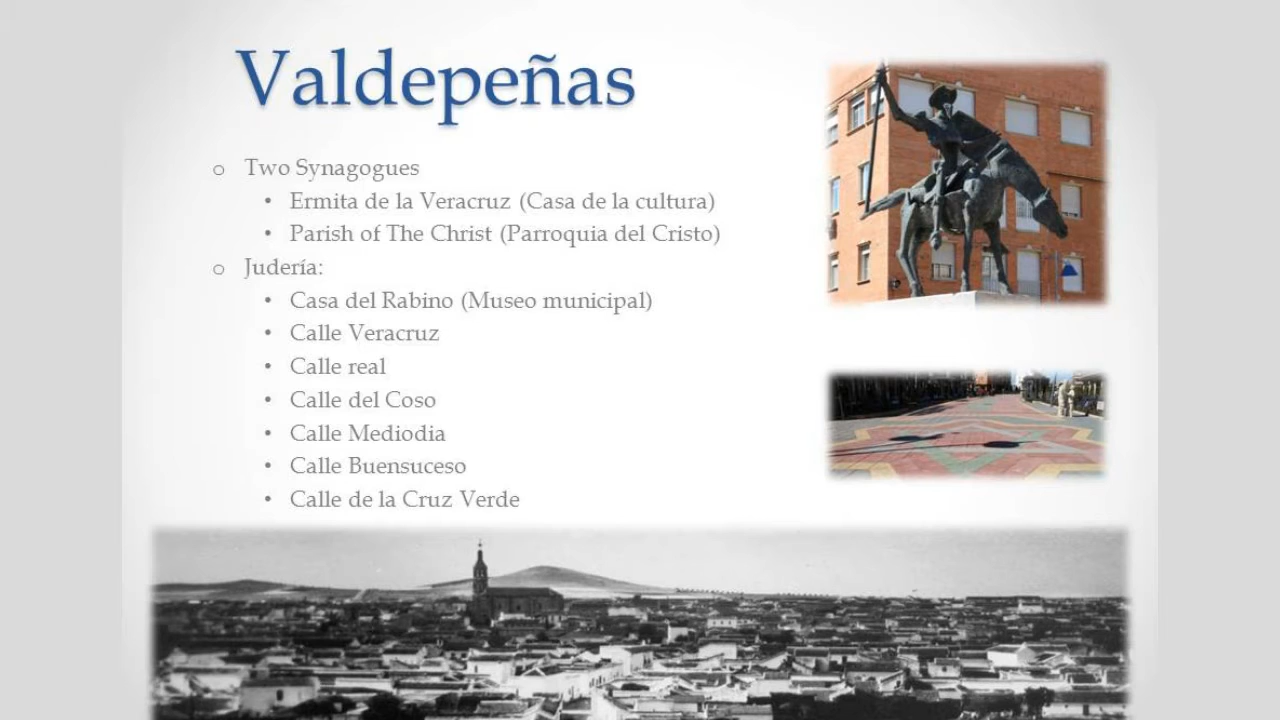 Valdepeñas
o Two Synagogues
• Ermita de la Veracruz (Casa de la cultura)
• Parish of The Christ (Parroquia del Cristo)
o Judería:
• Casa del Rabino (Museo municipal)
• Calle Veracruz
• Calle real
• Calle del Coso
• Calle Mediodia
• Calle Buensuceso
• Calle de la Cruz Verde